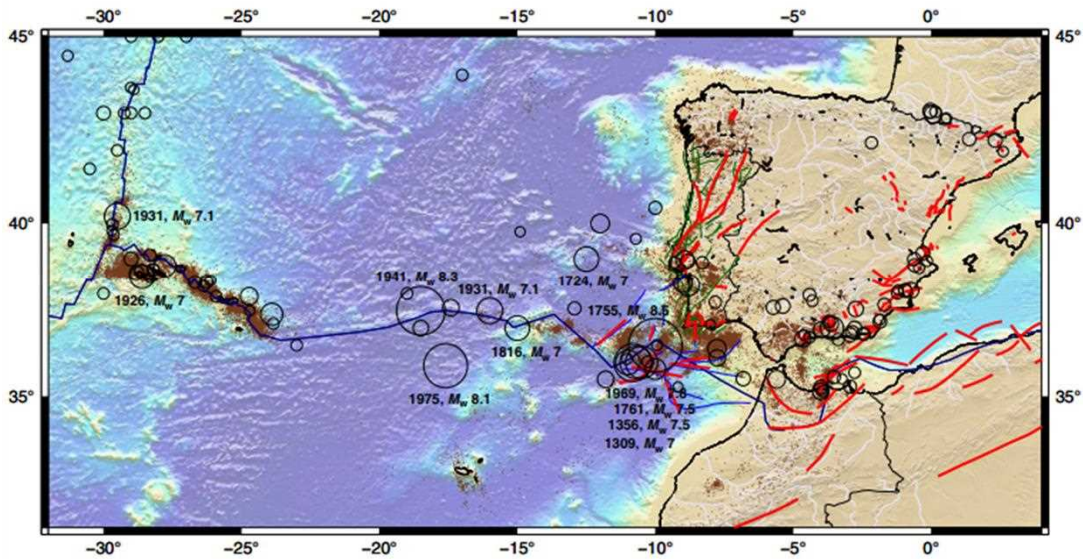 −30° −25° −20° −15° −10° −5° 0°
45° 45°
40° 40°
1931, Mw 7.1
1941, Mw 8.3
1931, Mw 7.1
1724, Mw 7
1926, Mw 7
1755, Mw 8.5
1816, Mw 7
35° 35°
1975, Mw 8.1
1969, Mw 7.8
1761, Mw 7.5
1356, Mw 7.5
1309, Mw 7
−30° −25° −20° −15° −10° −5° 0°